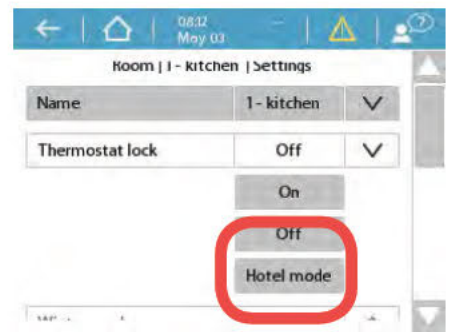 08:12
May 03
Room | 1 - kitchen | Settings
Name 1 - kitchen
Thermostat lock Off
On
Off
Hotel mode